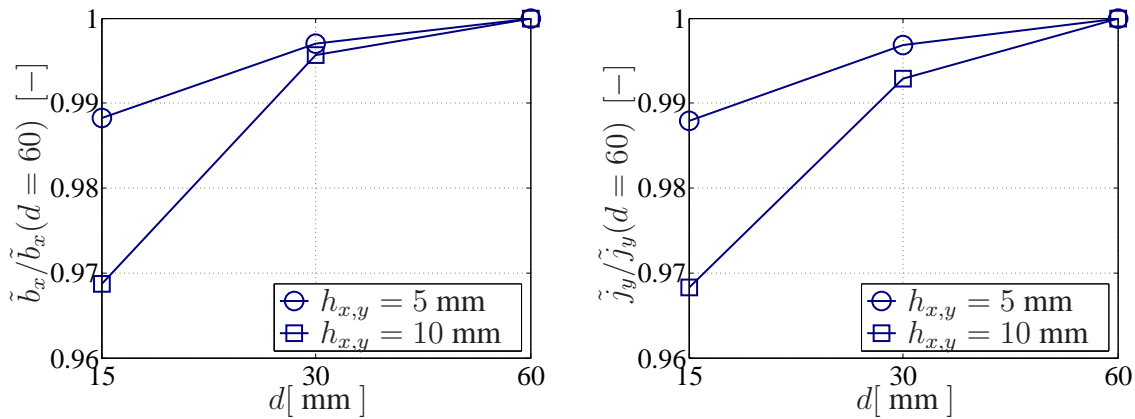 1
0.99
0.98
0.97
0.96
15
30
60
b̃ₓ/b̃ₓ(d = 60) [−]
d[ mm]
hₓ,ᵧ = 5 mm
hₓ,ᵧ = 10 mm
1
0.99
0.98
0.97
0.96
15
30
60
j̃ᵧ/j̃ᵧ(d = 60) [−]
d[ mm]
hₓ,ᵧ = 5 mm
hₓ,ᵧ = 10 mm